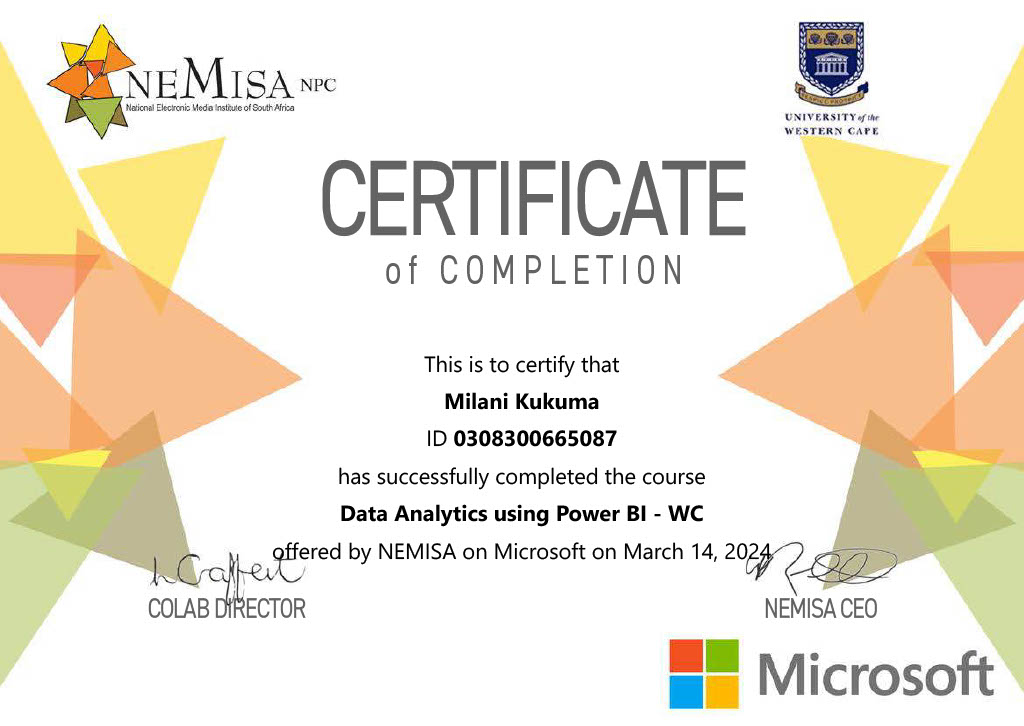 NEMISA NPC
National Electronic Media Institute of South Africa
UNIVERSITY of the
WESTERN CAPE
CERTIFICATE
of COMPLETION
This is to certify that
Milani Kukuma
ID 0308300665087
has successfully completed the course
Data Analytics using Power BI - WC
offered by NEMISA on Microsoft on March 14, 2024
COLAB DIRECTOR
NEMISA CEO
Microsoft